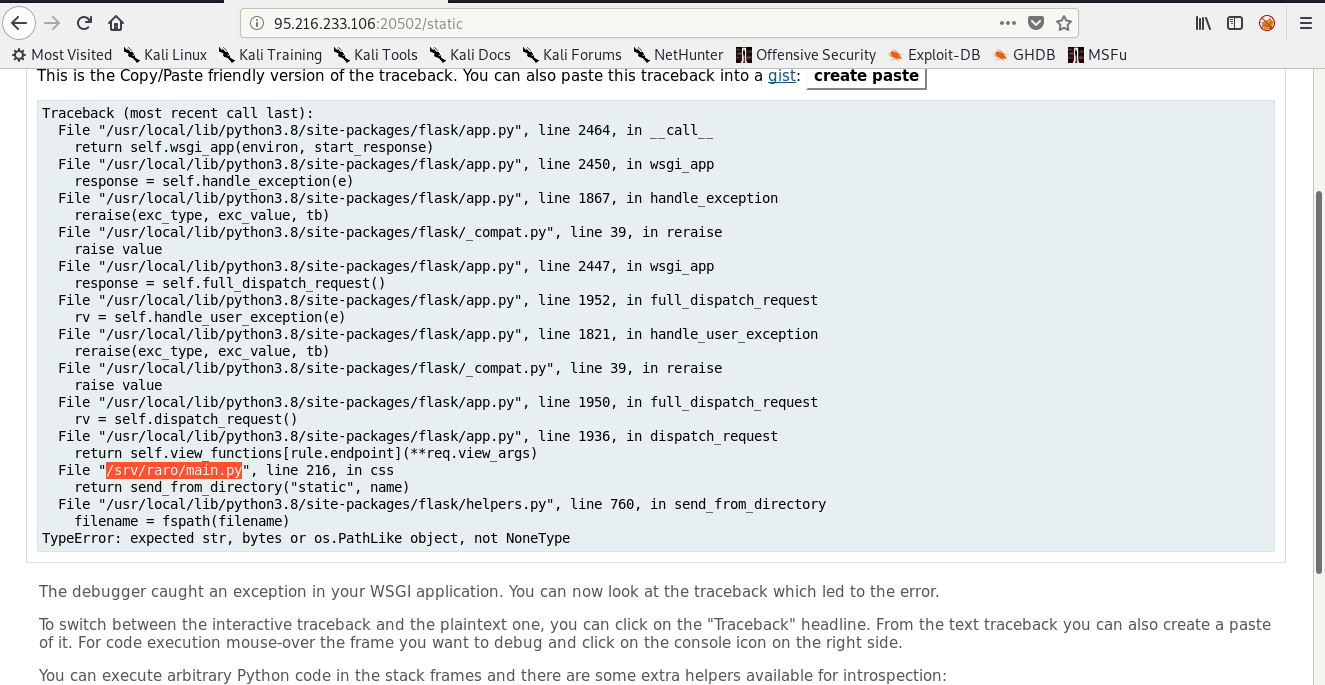 95.216.233.106:20502/static
Most Visited Kali Linux Kali Training Kali Tools Kali Docs Kali Forums NetHunter Offensive Security Exploit-DB GHDB MSFu
This is the Copy/Paste friendly version of the traceback. You can also paste this traceback into a gist: create paste
Traceback (most recent call last):
  File "/usr/local/lib/python3.8/site-packages/flask/app.py", line 2464, in __call__
    return self.wsgi_app(environ, start_response)
  File "/usr/local/lib/python3.8/site-packages/flask/app.py", line 2450, in wsgi_app
    response = self.handle_exception(e)
  File "/usr/local/lib/python3.8/site-packages/flask/app.py", line 1867, in handle_exception
    reraise(exc_type, exc_value, tb)
  File "/usr/local/lib/python3.8/site-packages/flask/_compat.py", line 39, in reraise
    raise value
  File "/usr/local/lib/python3.8/site-packages/flask/app.py", line 2447, in wsgi_app
    response = self.full_dispatch_request()
  File "/usr/local/lib/python3.8/site-packages/flask/app.py", line 1952, in full_dispatch_request
    rv = self.handle_user_exception(e)
  File "/usr/local/lib/python3.8/site-packages/flask/app.py", line 1821, in handle_user_exception
    reraise(exc_type, exc_value, tb)
  File "/usr/local/lib/python3.8/site-packages/flask/_compat.py", line 39, in reraise
    raise value
  File "/usr/local/lib/python3.8/site-packages/flask/app.py", line 1950, in full_dispatch_request
    rv = self.dispatch_request()
  File "/usr/local/lib/python3.8/site-packages/flask/app.py", line 1936, in dispatch_request
    return self.view_functions[rule.endpoint](**req.view_args)
  File "/srv/raro/main.py", line 216, in css
    return send_from_directory("static", name)
  File "/usr/local/lib/python3.8/site-packages/flask/helpers.py", line 760, in send_from_directory
    filename = fspath(filename)
TypeError: expected str, bytes or os.PathLike object, not NoneType
The debugger caught an exception in your WSGI application. You can now look at the traceback which led to the error.
To switch between the interactive traceback and the plaintext one, you can click on the "Traceback" headline. From the text traceback you can also create a paste
of it. For code execution mouse-over the frame you want to debug and click on the console icon on the right side.
You can execute arbitrary Python code in the stack frames and there are some extra helpers available for introspection: